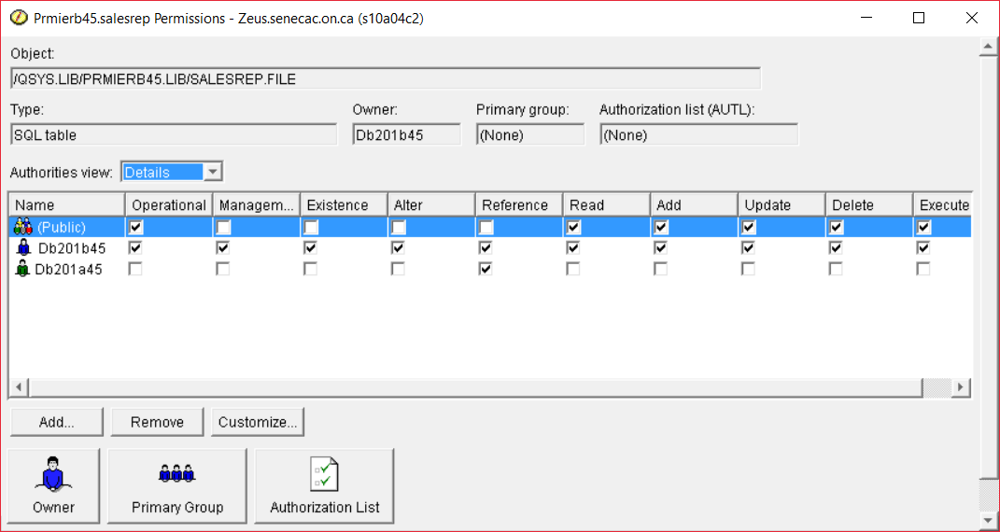 Prmierb45.salesrep Permissions - Zeus.senecac.on.ca (s10a04c2)
Object:
/QSYS.LIB/PRMIERB45.LIB/SALESREP.FILE
Type: Owner: Primary group: Authorization list (AUTL):
SQL table Db201b45 (None) (None)
Authorities view: Details
Name Operational Managem... Existence Alter Reference Read Add Update Delete Execute
(Public)
Db201b45
Db201a45
Add... Remove Customize...
Owner Primary Group Authorization List